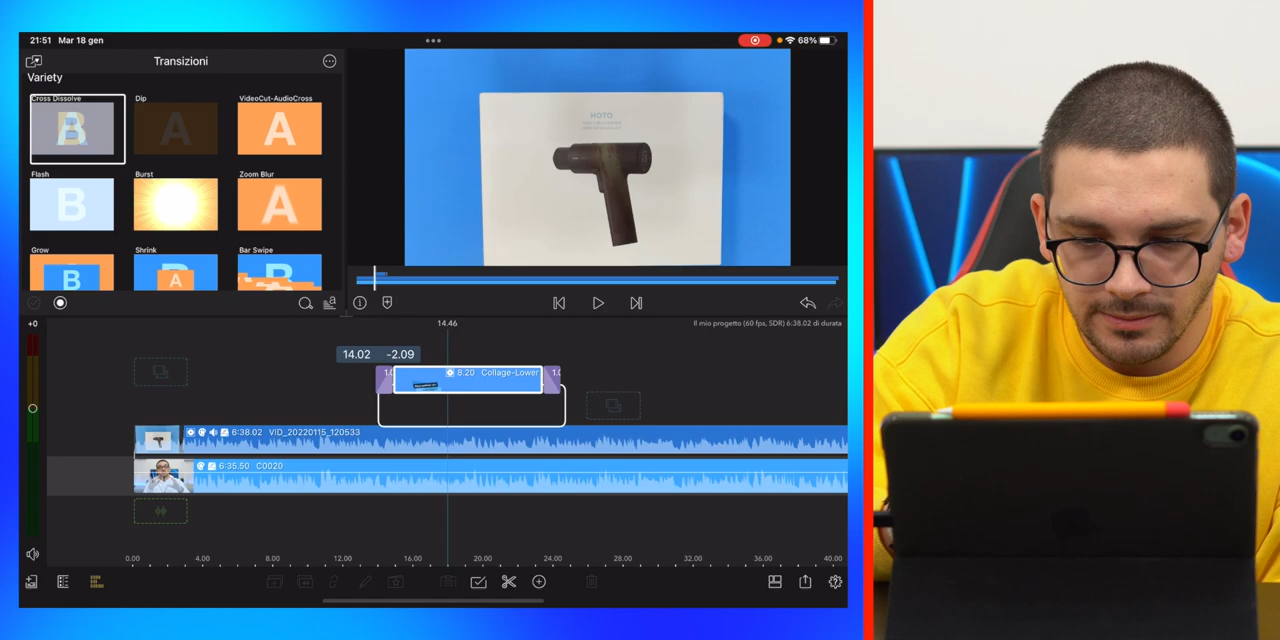 21:51 Mar 18 gen
68%
Transizioni
Variety
Cross Dissolve
Dip
VideoCut-AudioCross
B
A
A
Flash
Burst
Zoom Blur
B
A
Grow
Shrink
Bar Swipe
B
A
B
HOTO
+0
14.46
Il mio progetto (60 fps, SDR) 6:38.02 di durata
14.02 -2.09
8.20 Collage-Lower
6:38.02 VID_20220115_120533
6:35.50 C0020
0.00 4.00 8.00 12.00 16.00 20.00 24.00 28.00 32.00 36.00 40.00